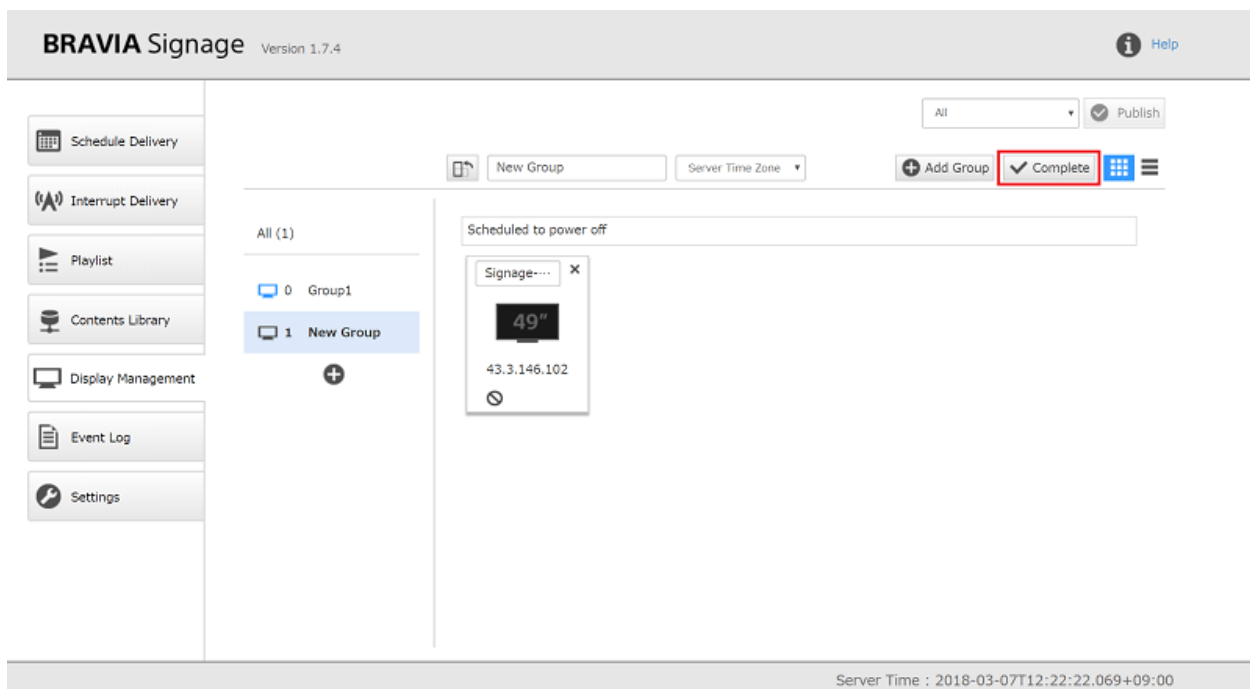 BRAVIA Signage Version 1.7.4
Help
All
Publish
Schedule Delivery
New Group
Server Time Zone
Add Group
Complete
Interrupt Delivery
All (1)
Scheduled to power off
Playlist
Signage-···
0 Group1
Contents Library
49"
1 New Group
43.3.146.102
Display Management
Event Log
Settings
Server Time : 2018-03-07T12:22:22.069+09:00